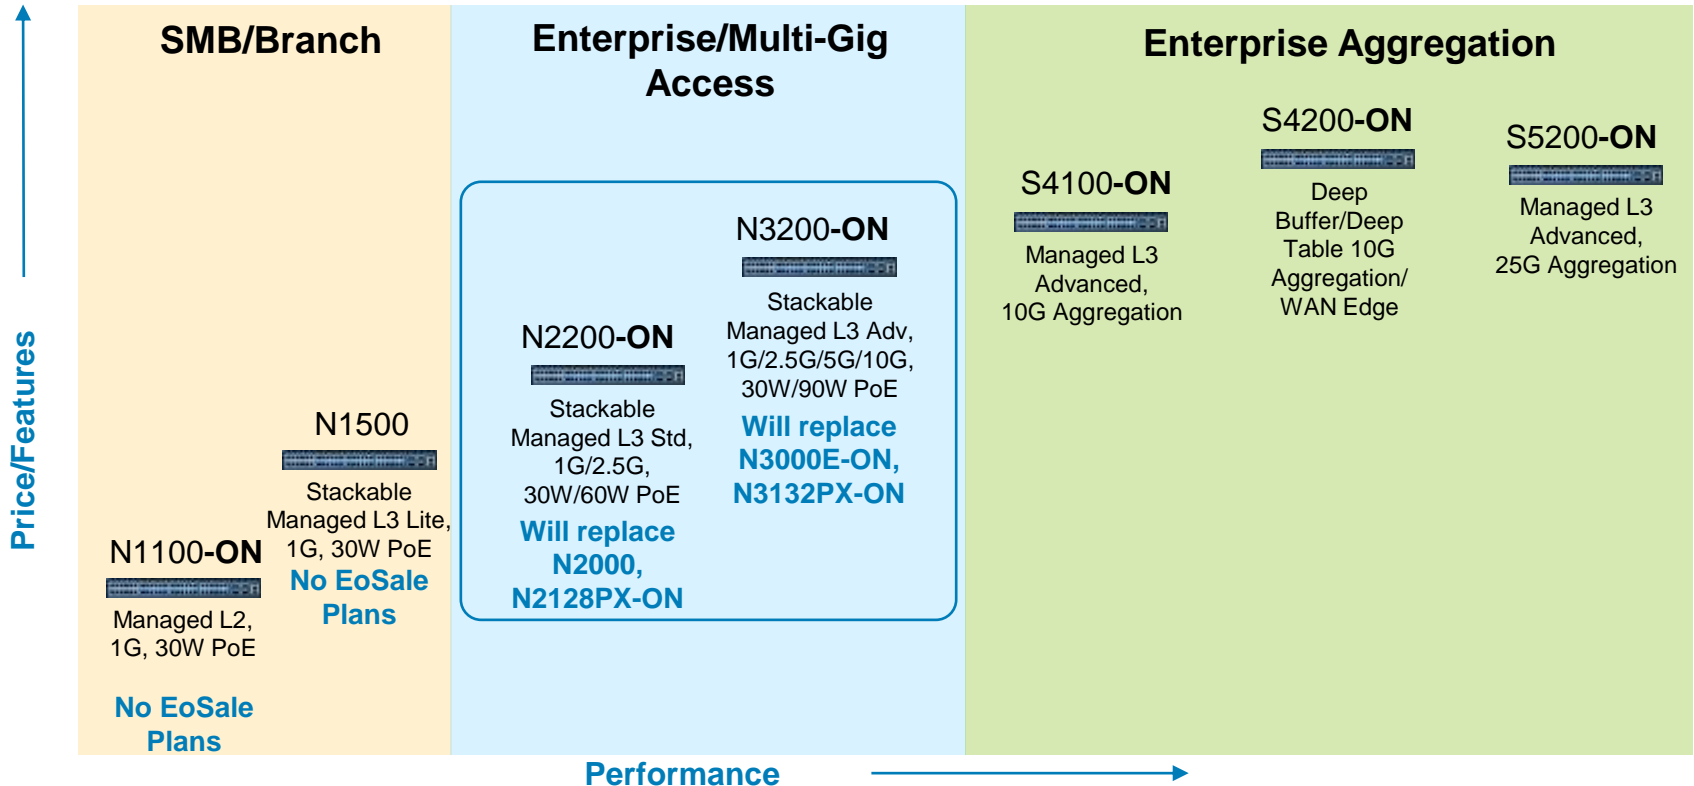 SMB/Branch
Enterprise/Multi-Gig
Access
Enterprise Aggregation
Price/Features
N1100-ON
Managed L2,
1G, 30W PoE
No EoSale
Plans
N1500
Stackable
Managed L3 Lite,
1G, 30W PoE
No EoSale
Plans
N2200-ON
Stackable
Managed L3 Std,
1G/2.5G,
30W/60W PoE
Will replace
N2000,
N2128PX-ON
N3200-ON
Stackable
Managed L3 Adv,
1G/2.5G/5G/10G,
30W/90W PoE
Will replace
N3000E-ON,
N3132PX-ON
S4100-ON
Managed L3
Advanced,
10G Aggregation
S4200-ON
Deep
Buffer/Deep
Table 10G
Aggregation/
WAN Edge
S5200-ON
Managed L3
Advanced,
25G Aggregation
Performance